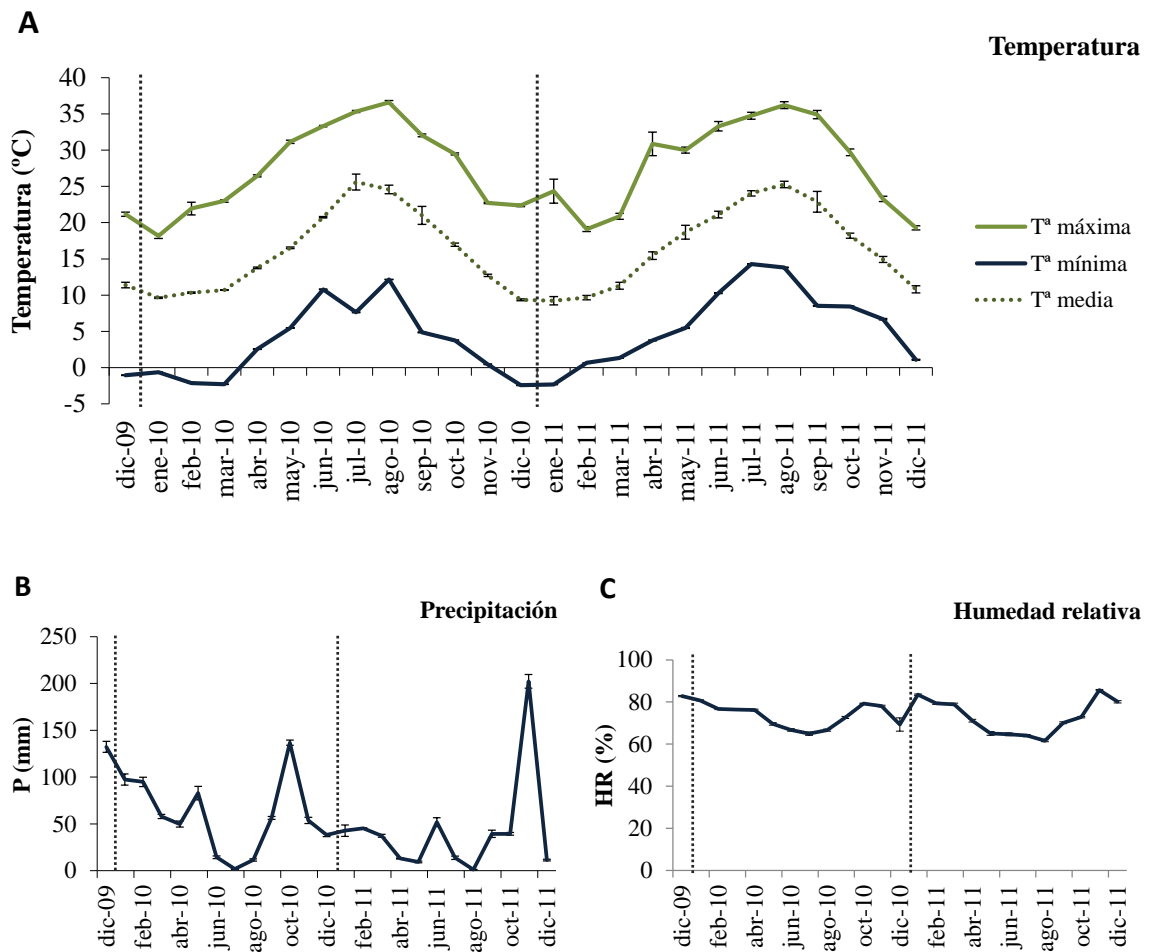 A
Temperatura
Temperatura (ºC)
40
35
30
25
20
15
10
5
0
-5
dic-09
ene-10
feb-10
mar-10
abr-10
may-10
jun-10
jul-10
ago-10
sep-10
oct-10
nov-10
dic-10
ene-11
feb-11
mar-11
abr-11
may-11
jun-11
jul-11
ago-11
sep-11
oct-11
nov-11
dic-11
Tª máxima
Tª mínima
Tª media
B
Precipitación
P (mm)
250
200
150
100
50
0
dic-09
feb-10
abr-10
jun-10
ago-10
oct-10
dic-10
feb-11
abr-11
jun-11
ago-11
oct-11
dic-11
C
Humedad relativa
HR (%)
100
80
60
40
20
0
dic-09
feb-10
abr-10
jun-10
ago-10
oct-10
dic-10
feb-11
abr-11
jun-11
ago-11
oct-11
dic-11